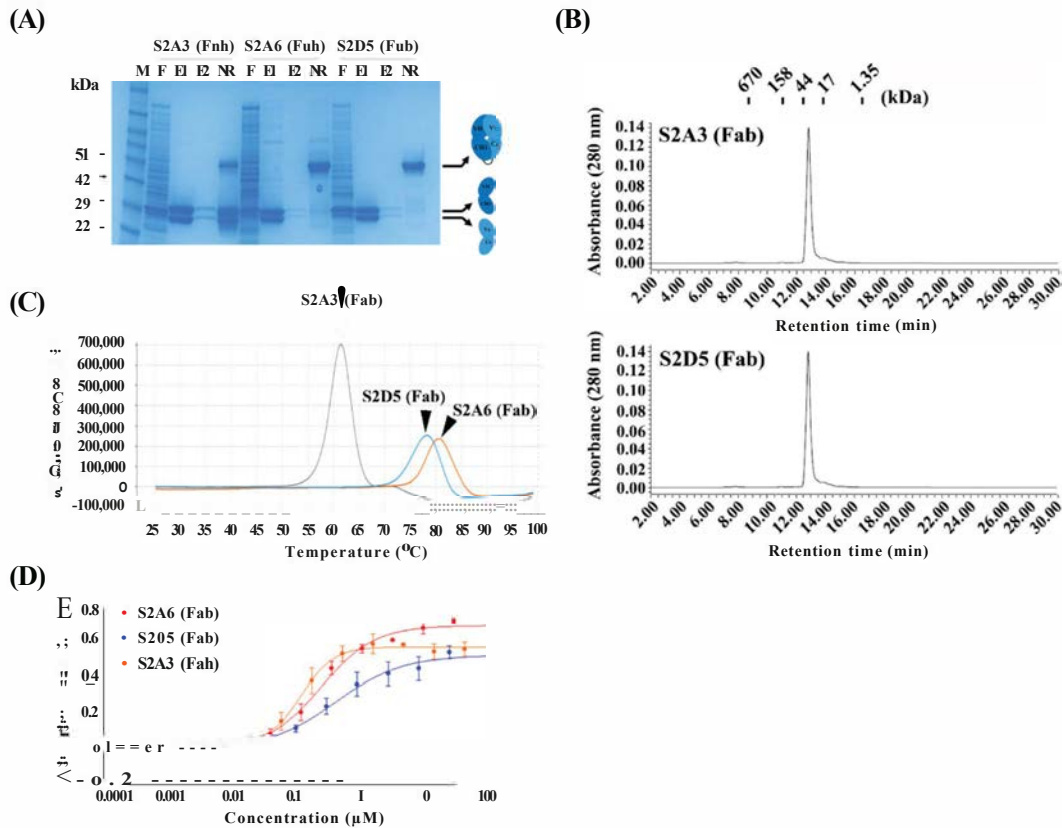 (A)
S2A3 (Fnh) S2A6 (Fuh) S2D5 (Fub)
M F E1 E2 NR F E1 E2 NR F E1 E2 NR
kDa
51
42
29
22
(B)
670 158 44 17 1.35 (kDa)
S2A3 (Fab)
Absorbance (280 nm)
0.14
0.12
0.10
0.08
0.06
0.04
0.02
0.00
2.00 4.00 6.00 8.00 10.00 12.00 14.00 16.00 18.00 20.00 22.00 24.00 26.00 28.00 30.00
Retention time (min)
S2D5 (Fab)
Absorbance (280 nm)
0.14
0.12
0.10
0.08
0.06
0.04
0.02
0.00
2.00 4.00 6.00 8.00 10.00 12.00 14.00 16.00 18.00 20.00 22.00 24.00 26.00 28.00 30.00
Retention time (min)
(C)
S2A3 (Fab)
S2D5 (Fab)
S2A6 (Fab)
700,000
600,000
500,000
400,000
300,000
200,000
100,000
0
-100,000
25 30 35 40 45 50 55 60 65 70 75 80 85 90 95 100
Temperature (°C)
(D)
S2A6 (Fab)
S205 (Fab)
S2A3 (Fah)
0.8
0.6
0.4
0.2
-0.2
0.0001 0.001 0.01 0.1 I 0 100
Concentration (µM)